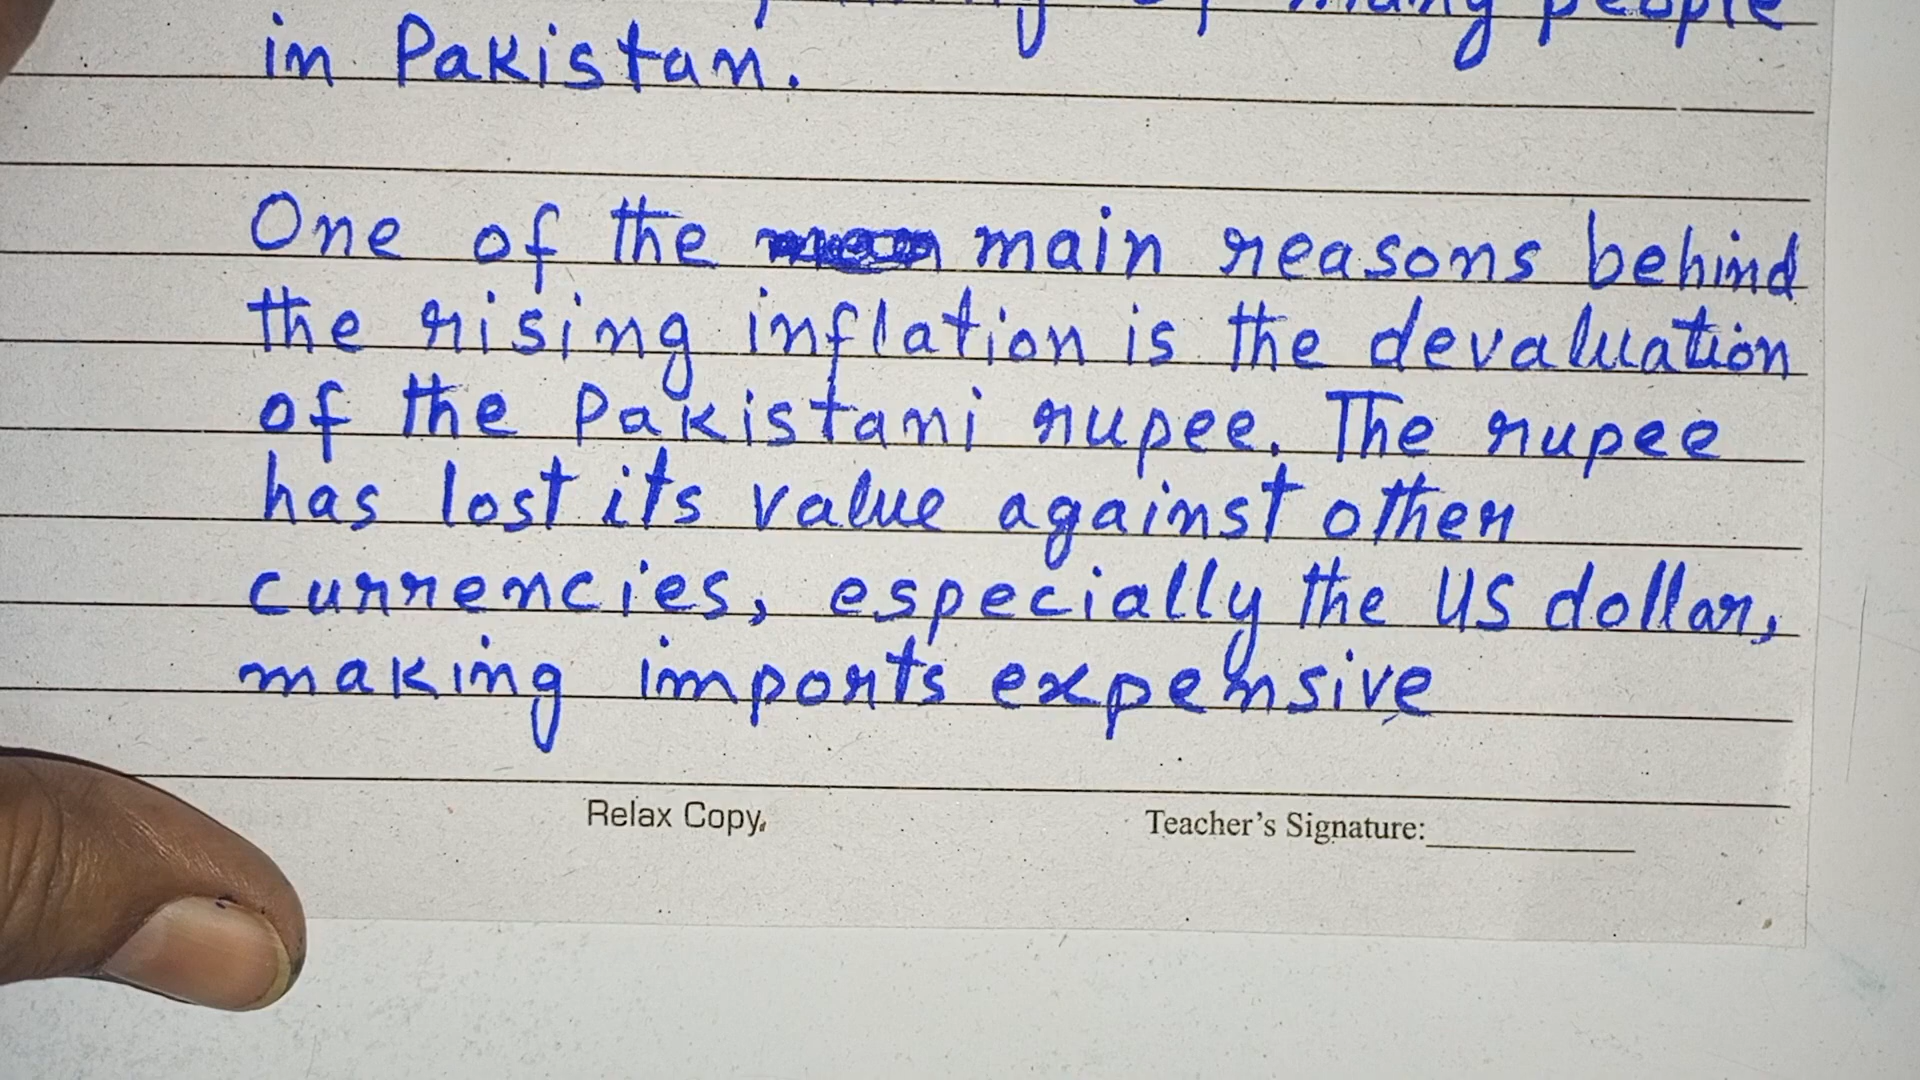 many people
in Pakistan.
One of the main reasons behind
the rising inflation is the devaluation
of the Pakistani rupee. The rupee
has lost its value against other
currencies, especially the US dollar,
making imports expensive
Relax Copy.
Teacher's Signature: